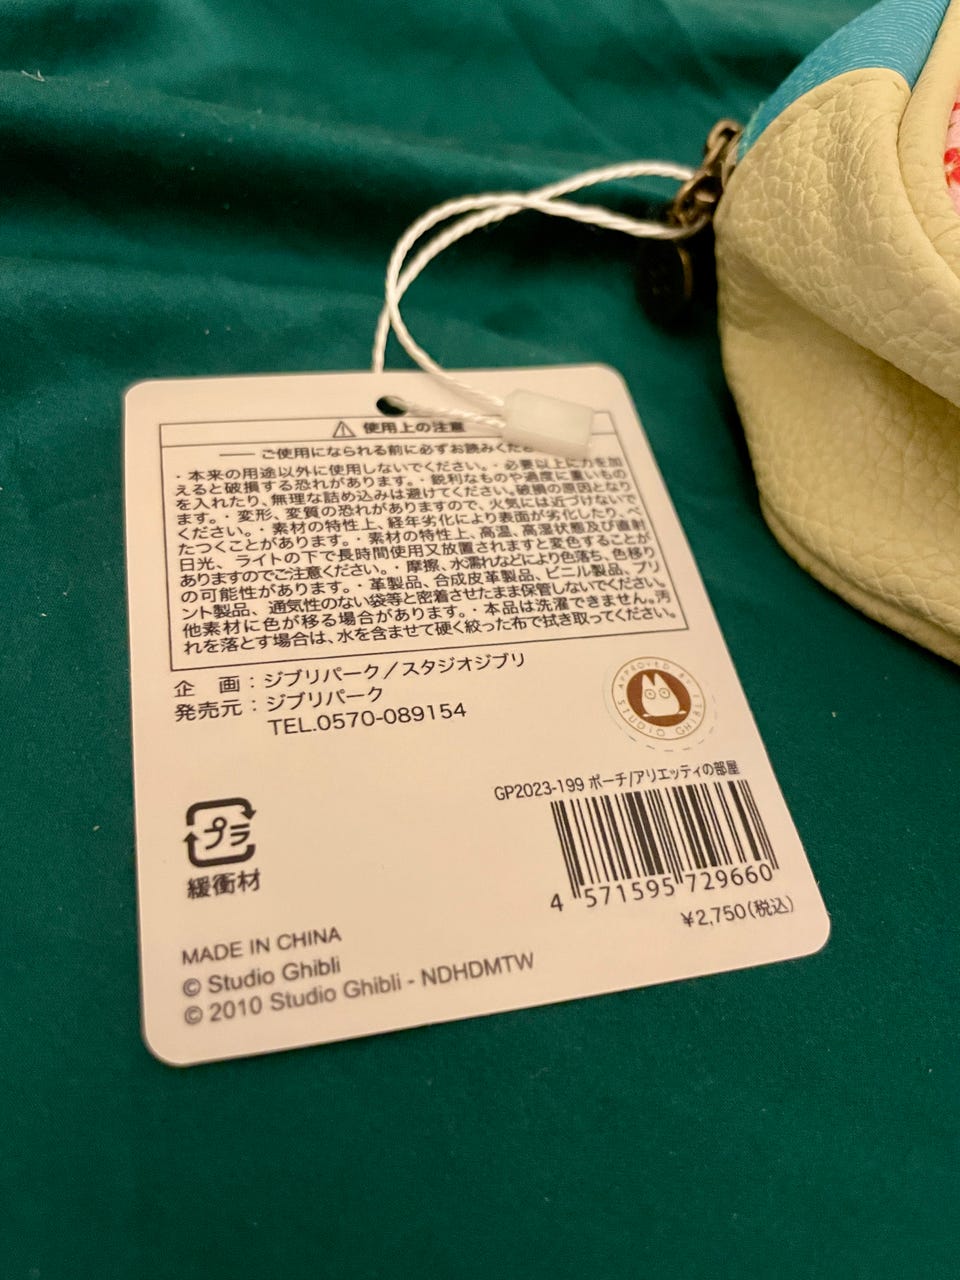 ⚠ 使用上の注意
ご使用になられる前に必ずお読みくだ
・本来の用途以外に使用しないでください。・必要以上に力を加
えると破損する恐れがあります。・鋭利なものや過度に重いもの
を入れたり、無理な詰め込みは避けてください。破損の原因となり
ます。・変形、変質の恐れがありますので、火気には近づけないで
ください。・素材の特性上、経年劣化により表面が劣化したり、べ
たつくことがあります。・素材の特性上、高温、高湿状態及び直射
日光、ライトの下で長時間使用又放置されますと変色することが
ありますのでご注意ください。・摩擦、水濡れなどにより色落ち、色移り
の可能性があります。・革製品、合成皮革製品、ビニール製品、プリ
ント製品、通気性のない袋等と密着させたまま保管しないでください。
他素材に色が移る場合があります。・本品は洗濯できません。汚
れを落とす場合は、水を含ませて硬く絞った布で拭き取ってください。
企　画：ジブリパーク／スタジオジブリ
発売元：ジブリパーク
TEL.0570-089154
APPROVED BY STUDIO GHIBLI
GP2023-199 ポーチ/アリエッティの部屋
4 571595 729660
¥2,750(税込)
プラ
緩衝材
MADE IN CHINA
© Studio Ghibli
© 2010 Studio Ghibli - NDHDMTW